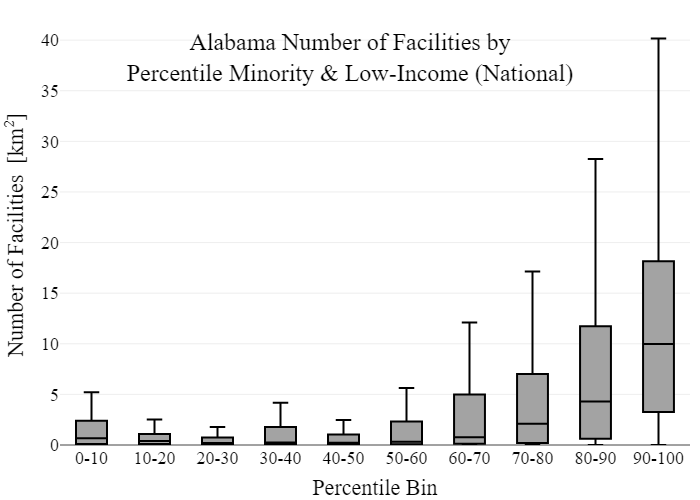 Alabama Number of Facilities by
Percentile Minority & Low-Income (National)
Number of Facilities [km²]
40
35
30
25
20
15
10
5
0
0-10 10-20 20-30 30-40 40-50 50-60 60-70 70-80 80-90 90-100
Percentile Bin